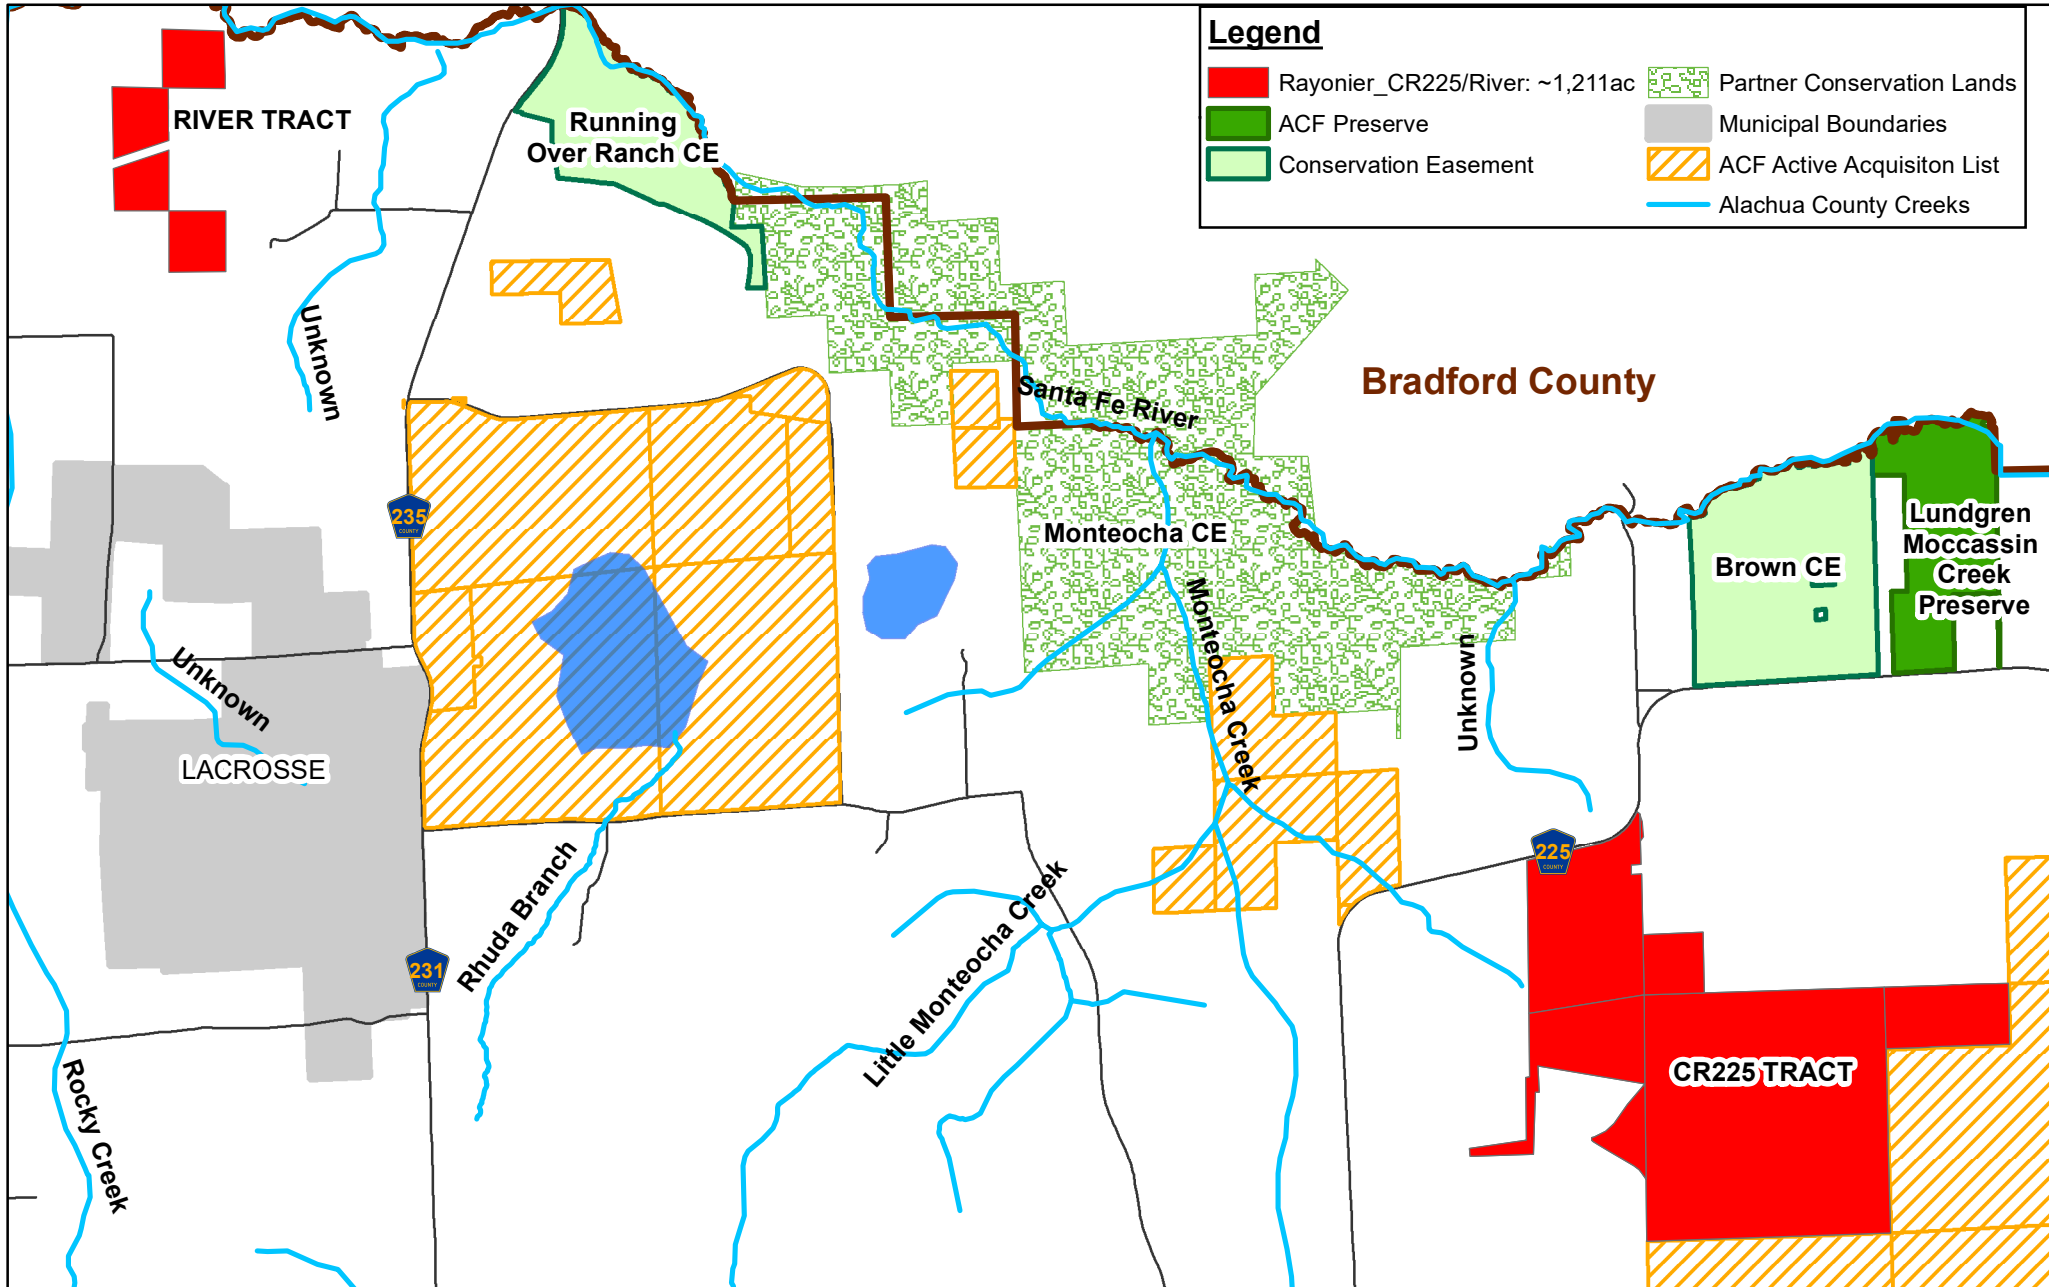 Legend
Rayonier_CR225/River: ~1,211ac
ACF Preserve
Conservation Easement
Partner Conservation Lands
Municipal Boundaries
ACF Active Acquisiton List
Alachua County Creeks
RIVER TRACT
Running
Over Ranch CE
Unknown
Santa Fe River
Bradford County
235
COUNTY
Monteocha CE
Brown CE
Lundgren
Moccassin
Creek
Preserve
Unknown
LACROSSE
Monteocha Creek
Unknown
225
COUNTY
Rhuda Branch
Little Monteocha Creek
231
COUNTY
Rocky Creek
CR225 TRACT